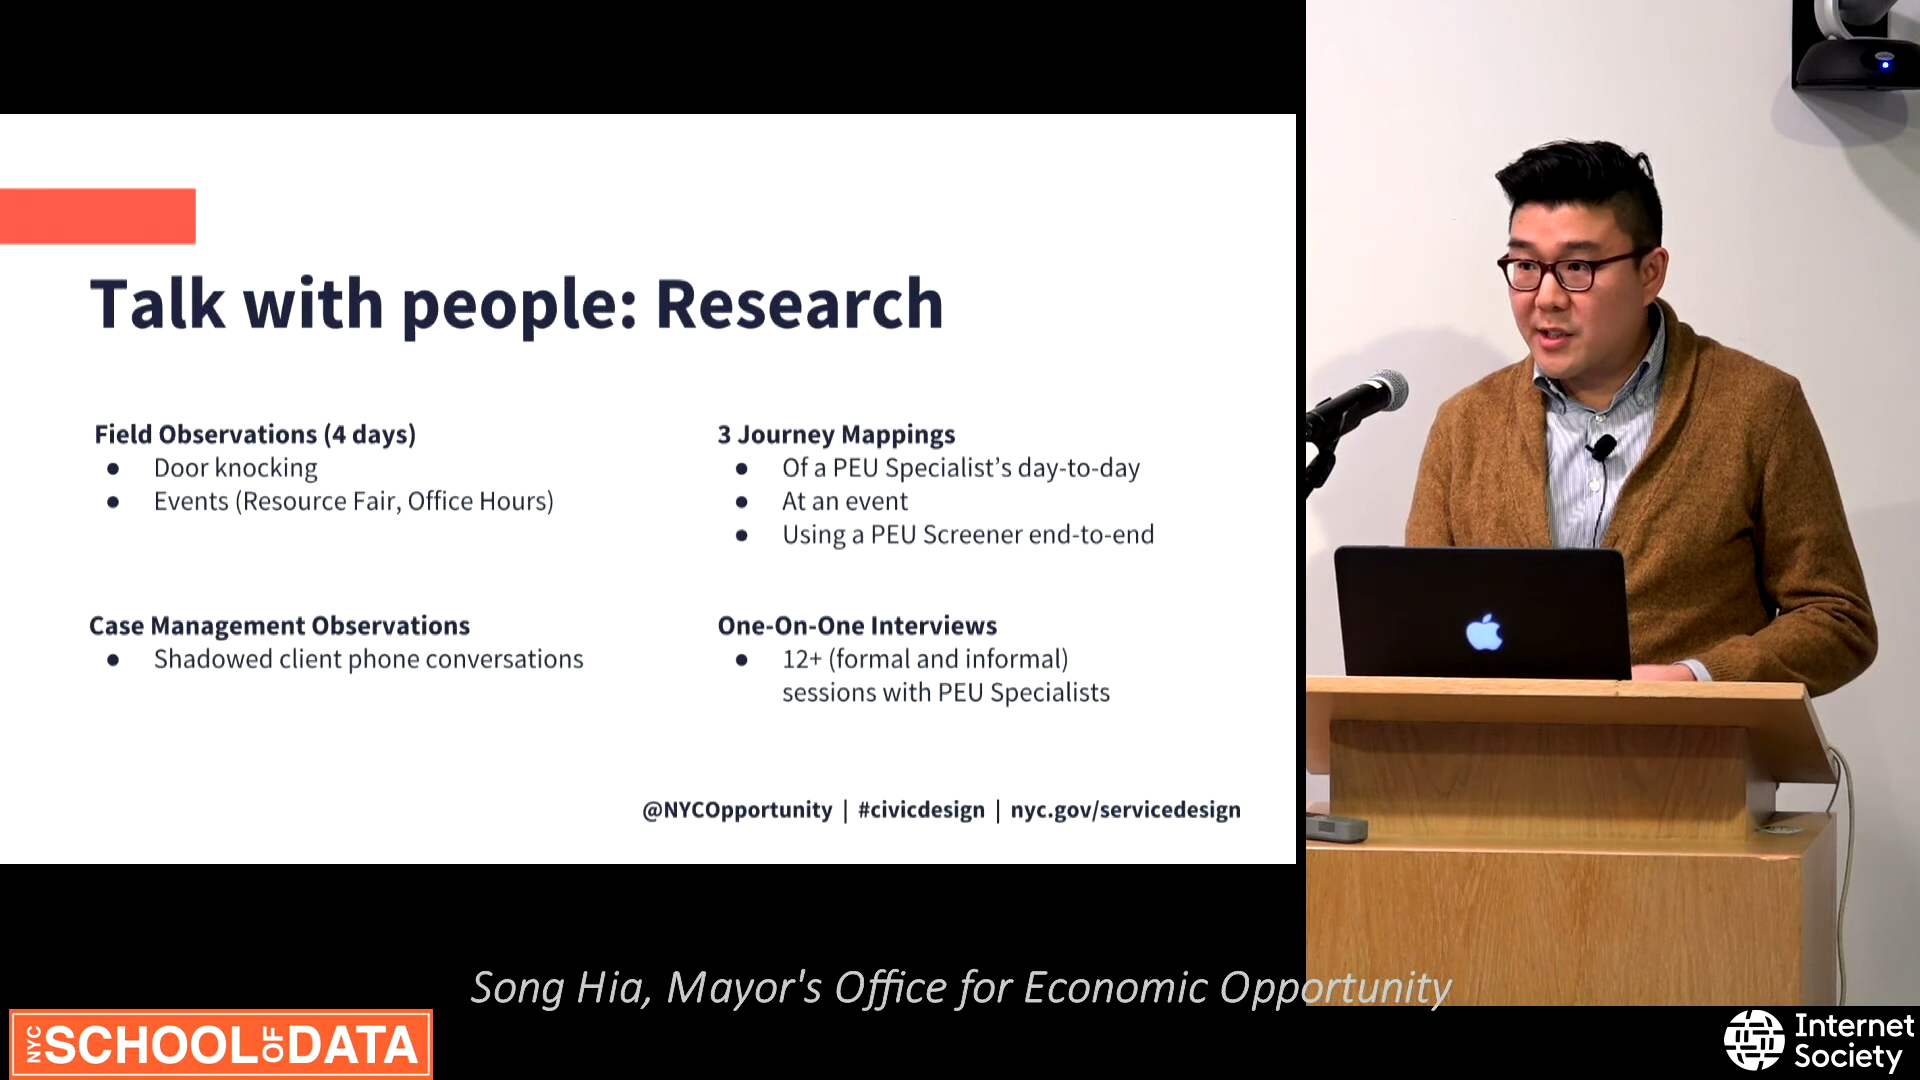 Talk with people: Research
Field Observations (4 days)
● Door knocking
● Events (Resource Fair, Office Hours)
3 Journey Mappings
● Of a PEU Specialist’s day-to-day
● At an event
● Using a PEU Screener end-to-end
Case Management Observations
● Shadowed client phone conversations
One-On-One Interviews
● 12+ (formal and informal)
sessions with PEU Specialists
@NYCOpportunity | #civicdesign | nyc.gov/servicedesign
Song Hia, Mayor's Office for Economic Opportunity
NYC SCHOOL OF DATA
Internet
Society